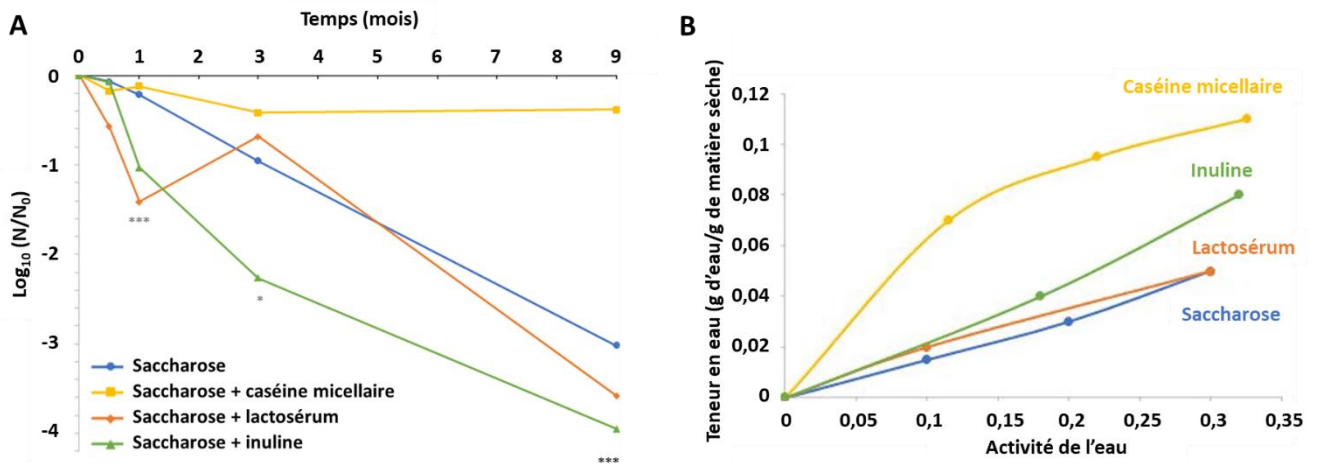 A
Temps (mois)
0 1 2 3 4 5 6 7 8 9
0
-1
-2
-3
-4
Log₁₀ (N/N₀)
***
*
***
Saccharose
Saccharose + caséine micellaire
Saccharose + lactosérum
Saccharose + inuline
B
Teneur en eau (g d'eau/g de matière sèche)
0,12
0,1
0,08
0,06
0,04
0,02
0
Caséine micellaire
Inuline
Lactosérum
Saccharose
0 0,05 0,1 0,15 0,2 0,25 0,3 0,35
Activité de l'eau